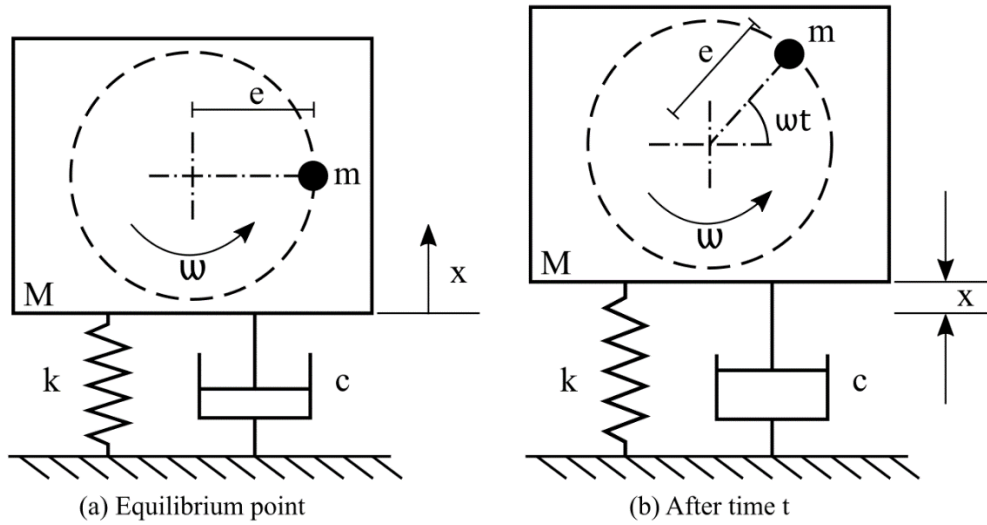 e
m
ω
M
x
k
c
(a) Equilibrium point
m
e
ωt
ω
M
x
k
c
(b) After time t